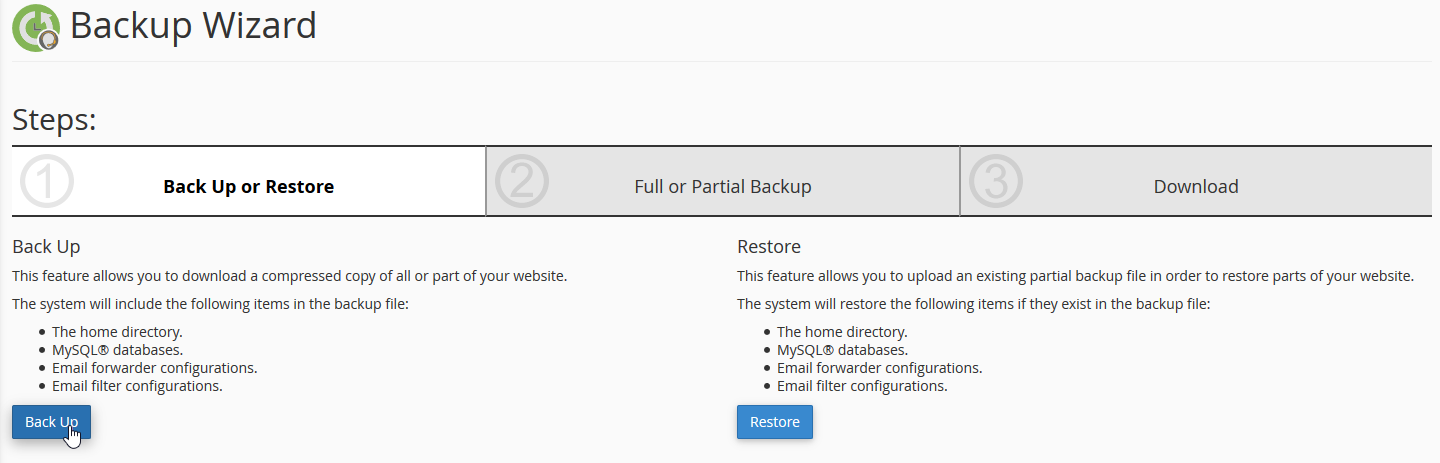 Backup Wizard
Steps:
1 Back Up or Restore
2 Full or Partial Backup
3 Download
Back Up
This feature allows you to download a compressed copy of all or part of your website.
The system will include the following items in the backup file:
• The home directory.
• MySQL® databases.
• Email forwarder configurations.
• Email filter configurations.
Back Up
Restore
This feature allows you to upload an existing partial backup file in order to restore parts of your website.
The system will restore the following items if they exist in the backup file:
• The home directory.
• MySQL® databases.
• Email forwarder configurations.
• Email filter configurations.
Restore